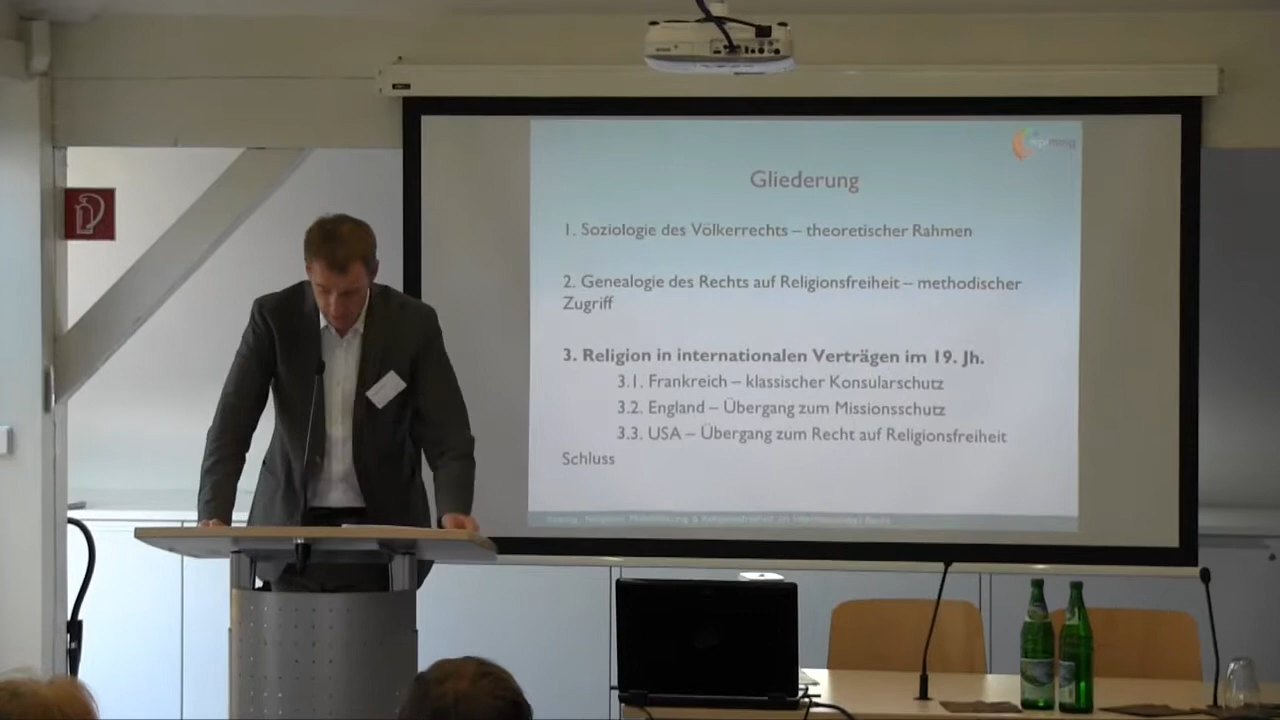 Gliederung
1. Soziologie des Völkerrechts – theoretischer Rahmen
2. Genealogie des Rechts auf Religionsfreiheit – methodischer
Zugriff
3. Religion in internationalen Verträgen im 19. Jh.
3.1. Frankreich – klassischer Konsularschutz
3.2. England – Übergang zum Missionsschutz
3.3. USA – Übergang zum Recht auf Religionsfreiheit
Schluss